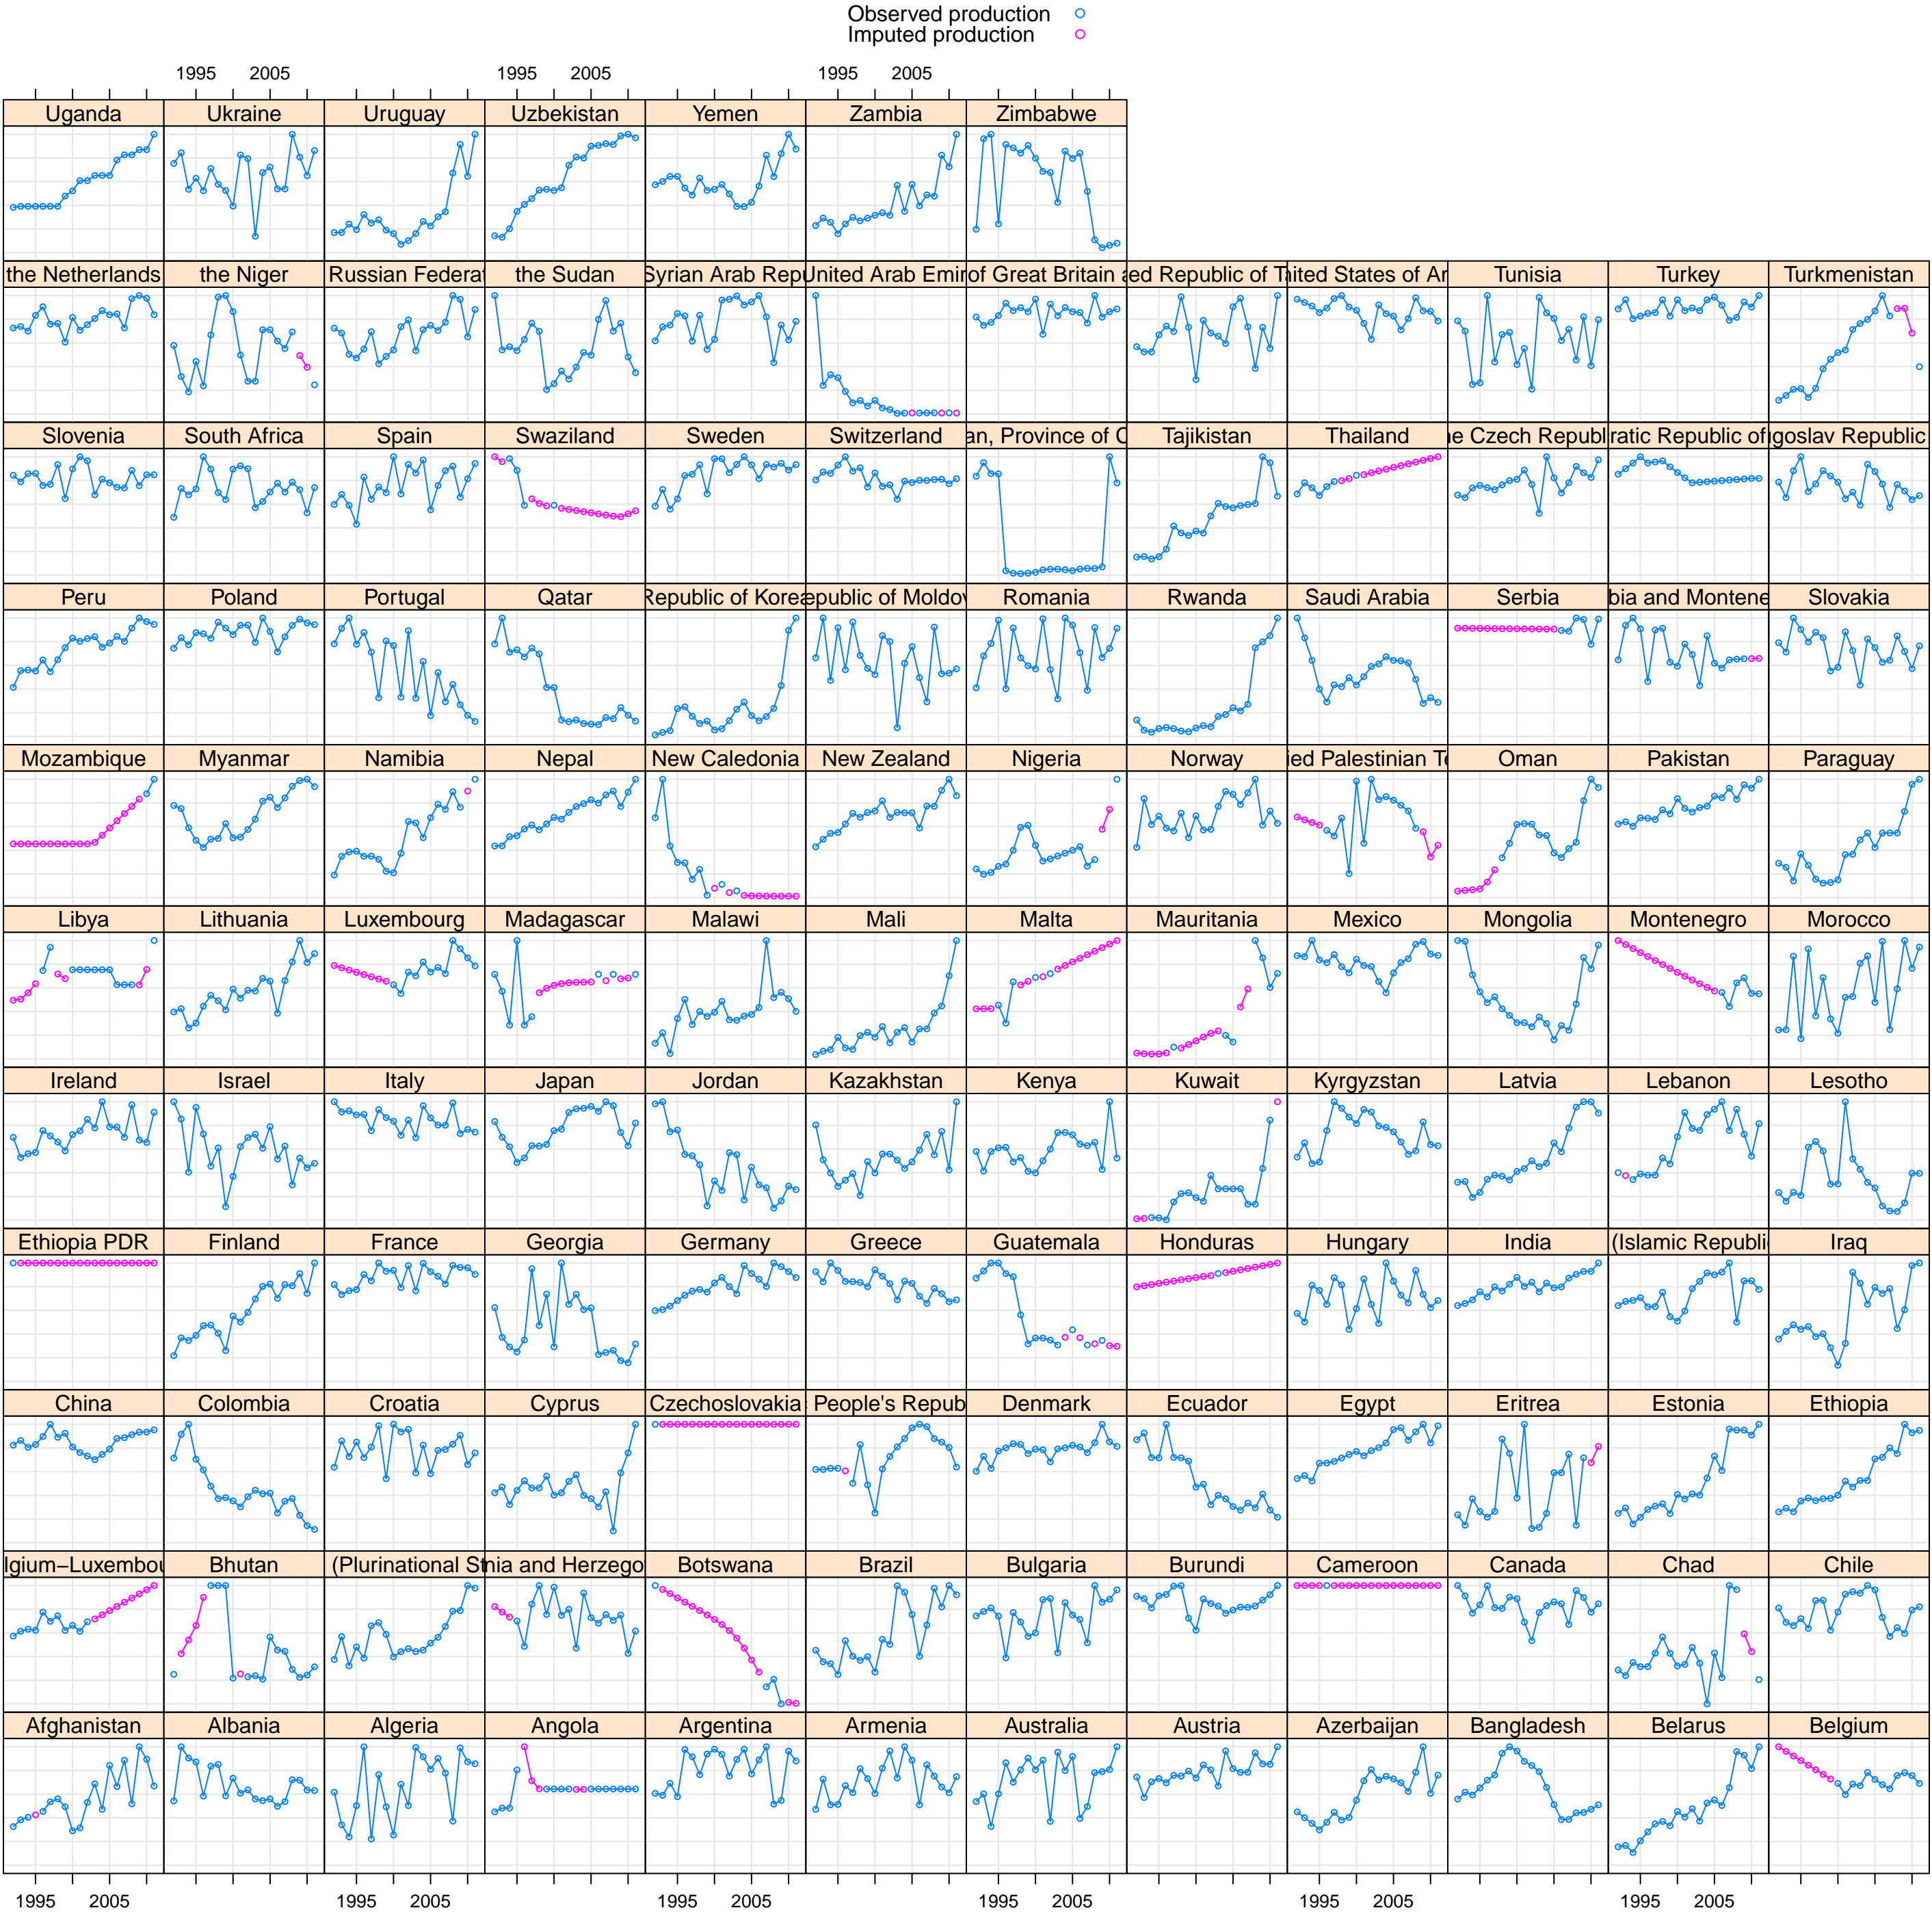 Observed production
Imputed production
1995 2005 1995 2005 1995 2005
Uganda Ukraine Uruguay Uzbekistan Yemen Zambia Zimbabwe
the Netherlands the Niger Russian Federat the Sudan Syrian Arab Repu United Arab Emir of Great Britain a ed Republic of Ta nited States of Am Tunisia Turkey Turkmenistan
Slovenia South Africa Spain Swaziland Sweden Switzerland an, Province of C Tajikistan Thailand he Czech Republ ratic Republic of goslav Republic
Peru Poland Portugal Qatar Republic of Korea epublic of Moldov Romania Rwanda Saudi Arabia Serbia bia and Montene Slovakia
Mozambique Myanmar Namibia Nepal New Caledonia New Zealand Nigeria Norway ied Palestinian Te Oman Pakistan Paraguay
Libya Lithuania Luxembourg Madagascar Malawi Mali Malta Mauritania Mexico Mongolia Montenegro Morocco
Ireland Israel Italy Japan Jordan Kazakhstan Kenya Kuwait Kyrgyzstan Latvia Lebanon Lesotho
Ethiopia PDR Finland France Georgia Germany Greece Guatemala Honduras Hungary India (Islamic Republi Iraq
China Colombia Croatia Cyprus Czechoslovakia People's Repub Denmark Ecuador Egypt Eritrea Estonia Ethiopia
lgium−Luxembou Bhutan (Plurinational St nia and Herzego Botswana Brazil Bulgaria Burundi Cameroon Canada Chad Chile
Afghanistan Albania Algeria Angola Argentina Armenia Australia Austria Azerbaijan Bangladesh Belarus Belgium
1995 2005 1995 2005 1995 2005 1995 2005 1995 2005 1995 2005